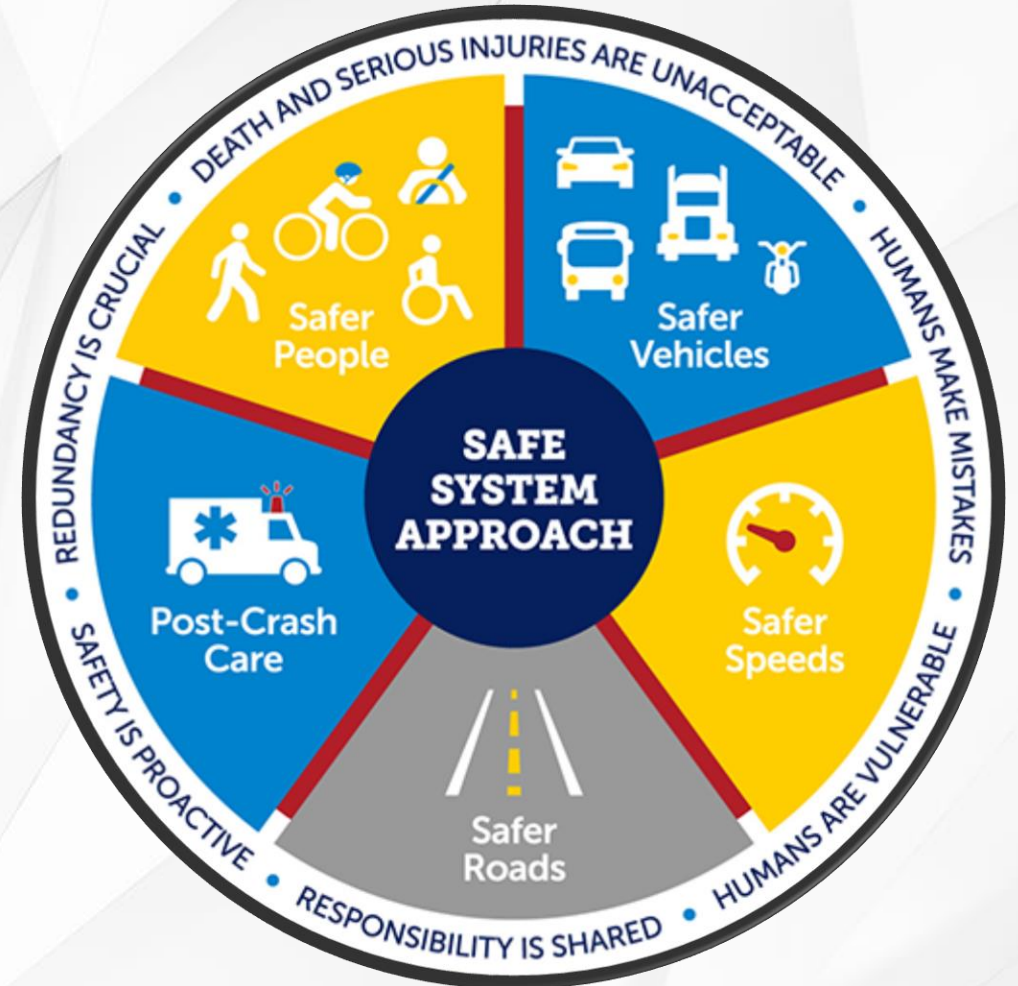 DEATH AND SERIOUS INJURIES ARE UNACCEPTABLE •
HUMANS MAKE MISTAKES •
HUMANS ARE VULNERABLE •
RESPONSIBILITY IS SHARED •
SAFETY IS PROACTIVE •
REDUNDANCY IS CRUCIAL •
Safer
People
Safer
Vehicles
SAFE
SYSTEM
APPROACH
Post-Crash
Care
Safer
Speeds
Safer
Roads